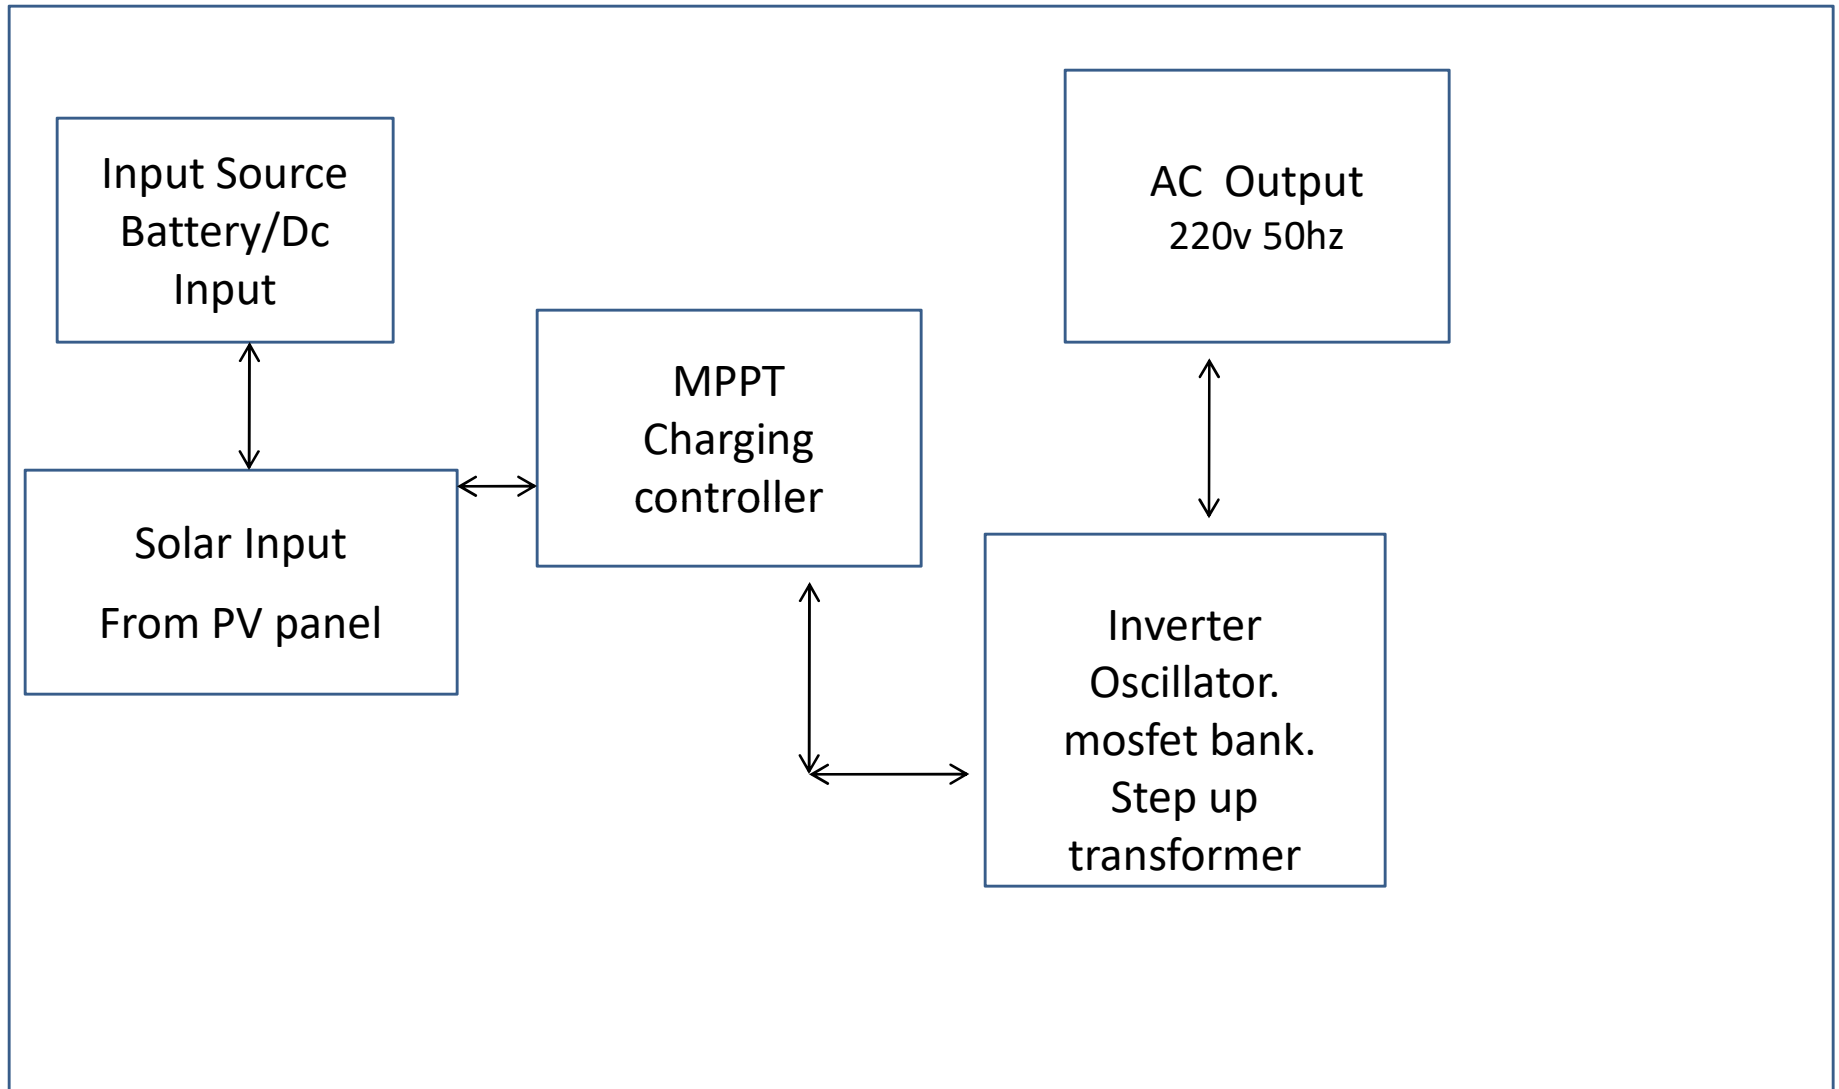 Input Source
Battery/Dc
Input
Solar Input
From PV panel
MPPT
Charging
controller
AC  Output
220v 50hz
Inverter
Oscillator.
mosfet bank.
Step up
transformer